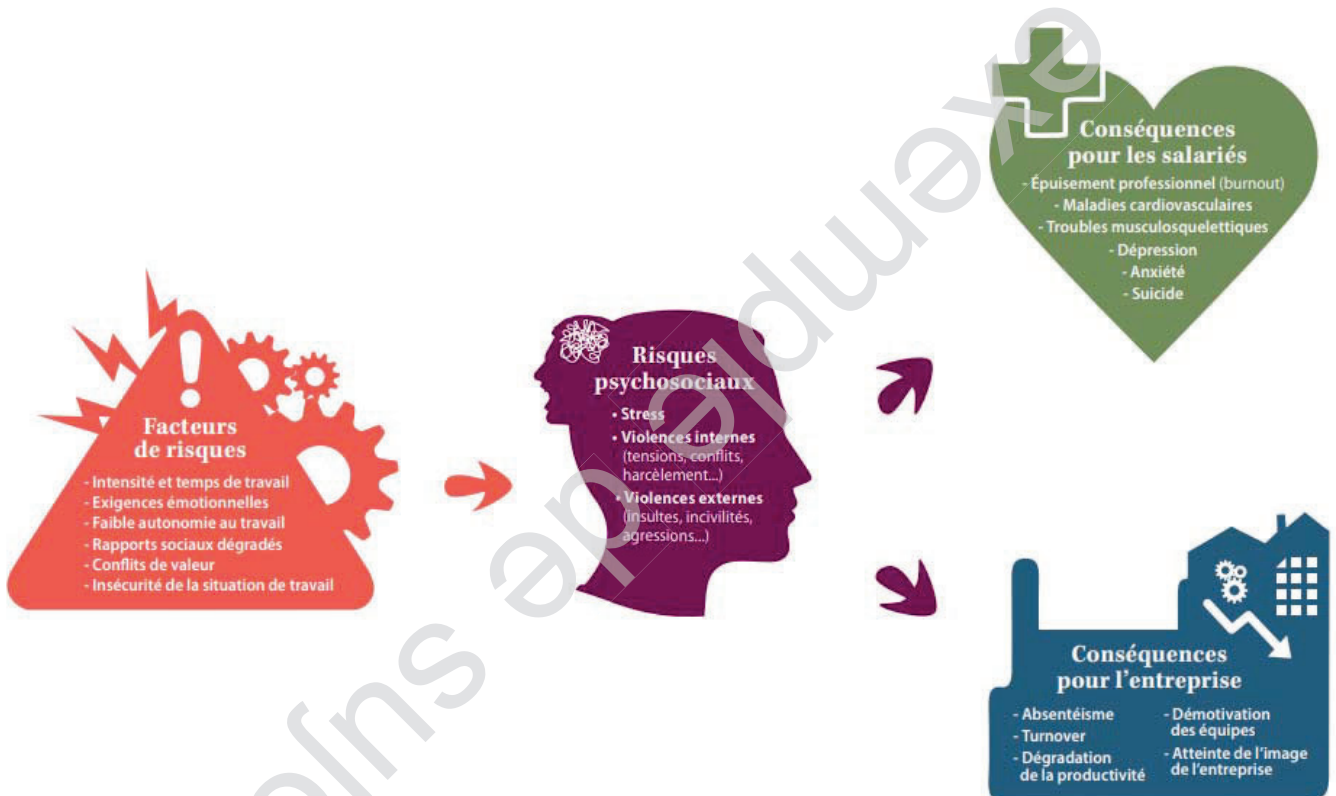 Facteurs
de risques
- Intensité et temps de travail
- Exigences émotionnelles
- Faible autonomie au travail
- Rapports sociaux dégradés
- Conflits de valeur
- Insécurité de la situation de travail
Risques
psychosociaux
• Stress
• Violences internes
(tensions, conflits,
harcèlement...)
• Violences externes
(insultes, incivilités,
agressions...)
Conséquences
pour les salariés
- Épuisement professionnel (burnout)
- Maladies cardiovasculaires
- Troubles musculosquelettiques
- Dépression
- Anxiété
- Suicide
Conséquences
pour l'entreprise
- Absentéisme
- Turnover
- Dégradation
de la productivité
- Démotivation
des équipes
- Atteinte de l'image
de l'entreprise
exemple de sujet